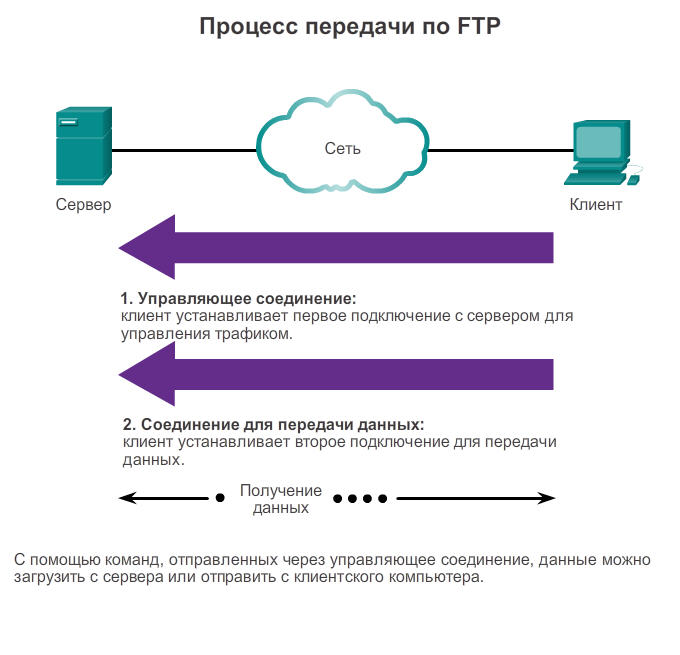 Процесс передачи по FTP
Сеть
Сервер
Клиент
1. Управляющее соединение:
клиент устанавливает первое подключение с сервером для
управления трафиком.
2. Соединение для передачи данных:
клиент устанавливает второе подключение для передачи
данных.
Получение
данных
С помощью команд, отправленных через управляющее соединение, данные можно
загрузить с сервера или отправить с клиентского компьютера.